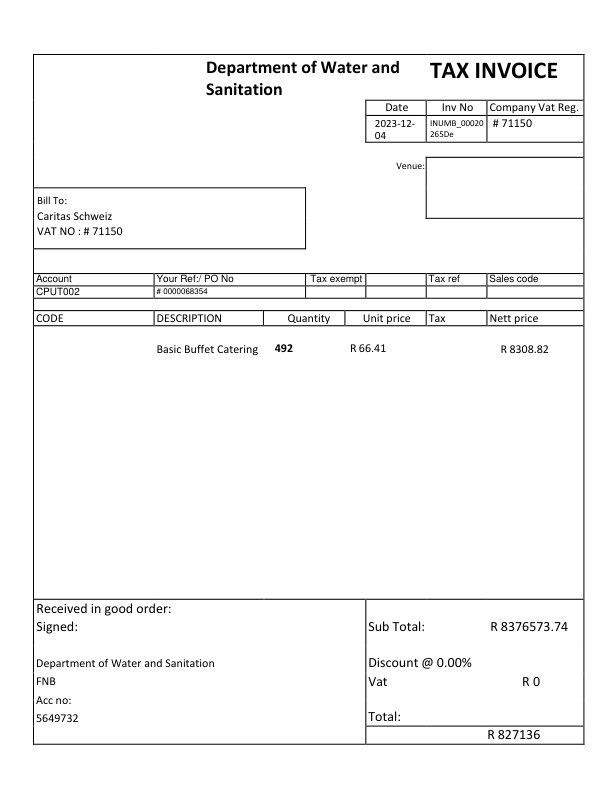 Department of Water and
Sanitation
TAX INVOICE
Date Inv No Company Vat Reg.
2023-12-
04
INUMB_00020
265De
# 71150
Venue:
Bill To:
Caritas Schweiz
VAT NO : # 71150
Account Your Ref:/ PO No Tax exempt Tax ref Sales code
CPUT002 # 0000068354
CODE DESCRIPTION Quantity Unit price Tax Nett price
Basic Buffet Catering 492 R 66.41 R 8308.82
Received in good order:
Signed:
Sub Total: R 8376573.74
Department of Water and Sanitation
Discount @ 0.00%
FNB
Vat R 0
Acc no:
5649732
Total:
R 827136